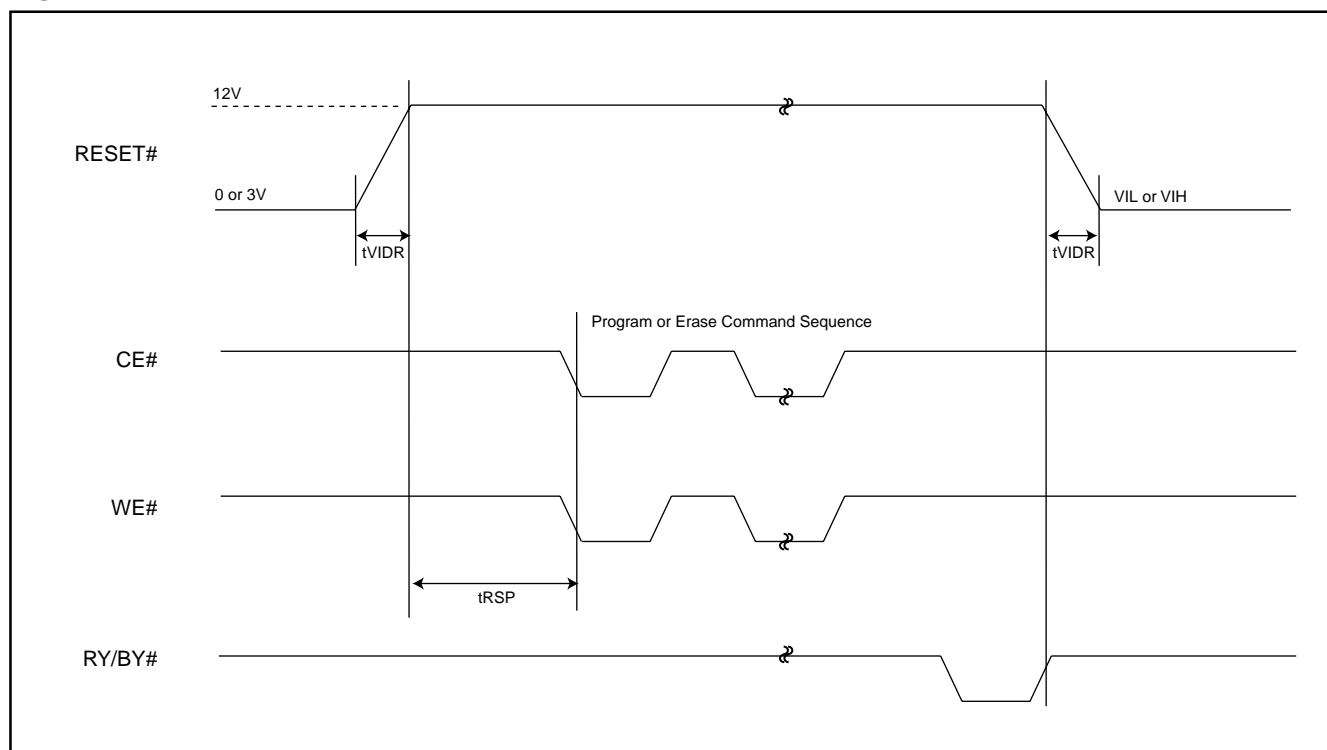 12V
RESET#
0 or 3V
VIL or VIH
tVIDR
tVIDR
Program or Erase Command Sequence
CE#
WE#
tRSP
RY/BY#